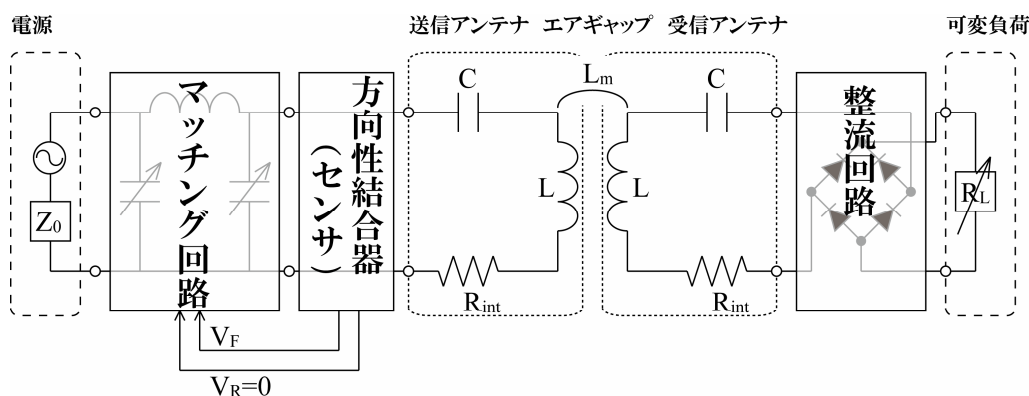 電源
送信アンテナ
エアギャップ
受信アンテナ
可変負荷
マッチング回路
方向性結合器
(センサ)
C
Lm
C
整流回路
L
L
Z0
RL
Rint
Rint
VF
VR=0